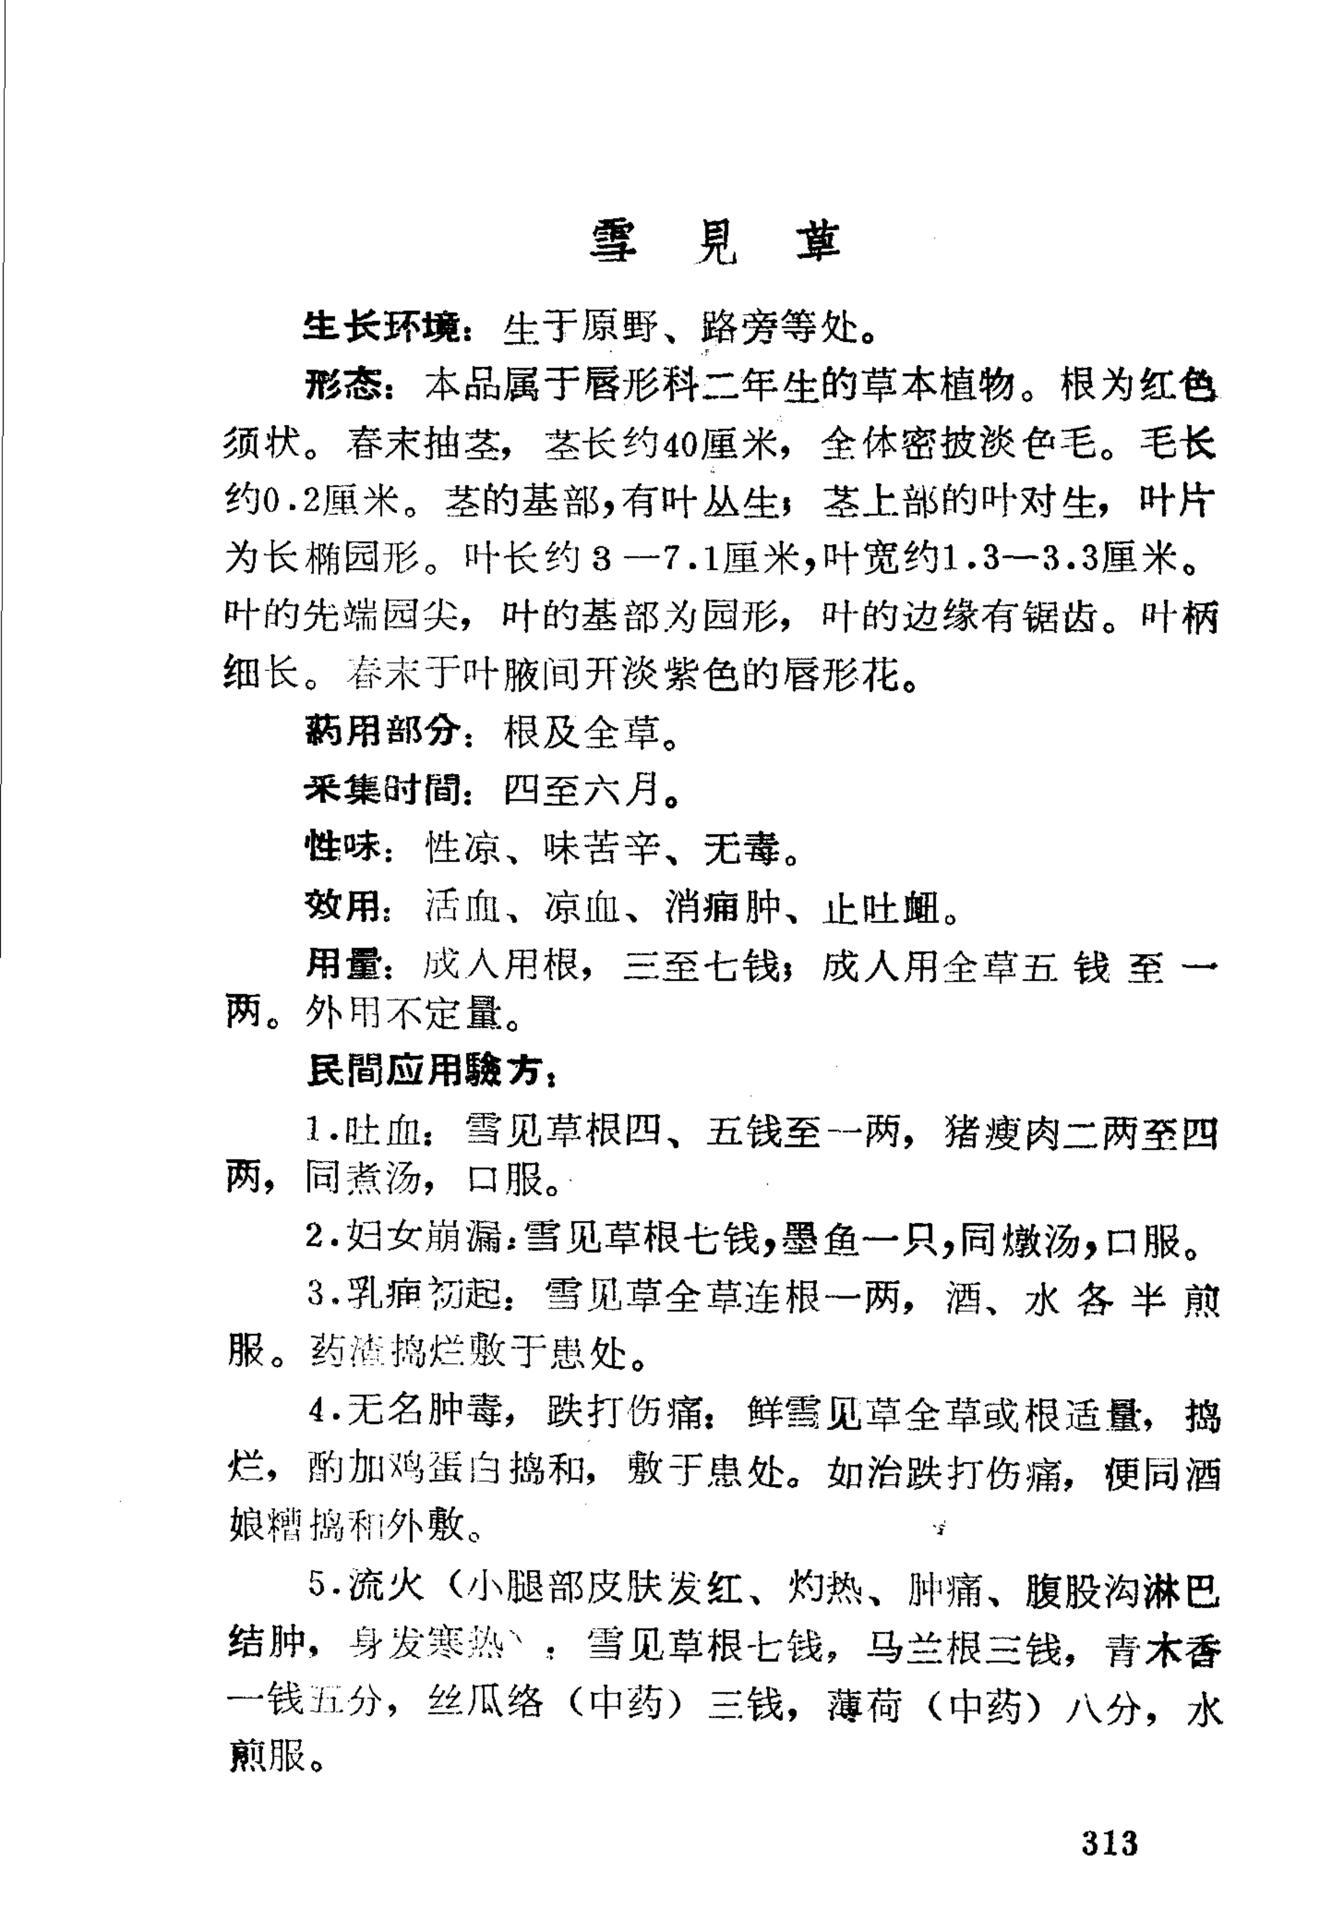 雪見草
生长环境：生于原野、路旁等处。
形态：本品属于唇形科二年生的草本植物。根为红色
须状。春末抽茎，茎长约40厘米，全体密披淡色毛。毛长
约0.2厘米。茎的基部，有叶丛生；茎上部的叶对生，叶片
为长椭园形。叶长约3—7.1厘米，叶宽约1.3—3.3厘米。
叶的先端园尖，叶的基部为园形，叶的边缘有锯齿。叶柄
细长。春末于叶腋间开淡紫色的唇形花。
葯用部分：根及全草。
采集时間：四至六月。
性味：性凉、味苦辛、无毒。
效用：活血、凉血、消痈肿、止吐衄。
用量：成人用根，三至七钱；成人用全草五钱至一
两。外用不定量。
民間应用驗方：
1.吐血：雪见草根四、五钱至一两，猪瘦肉二两至四
两，同煮汤，口服。
2.妇女崩漏：雪见草根七钱，墨鱼一只，同燉汤，口服。
3.乳痈初起：雪见草全草连根一两，酒、水各半煎
服。药渣捣烂敷于患处。
4.无名肿毒，跌打伤痛：鲜雪见草全草或根适量，捣
烂，酌加鸡蛋白捣和，敷于患处。如治跌打伤痛，便同酒
娘糟捣和外敷。
5.流火（小腿部皮肤发红、灼热、肿痛、腹股沟淋巴
结肿，身发寒热）：雪见草根七钱，马兰根三钱，青木香
一钱五分，丝瓜络（中药）三钱，薄荷（中药）八分，水
煎服。
313